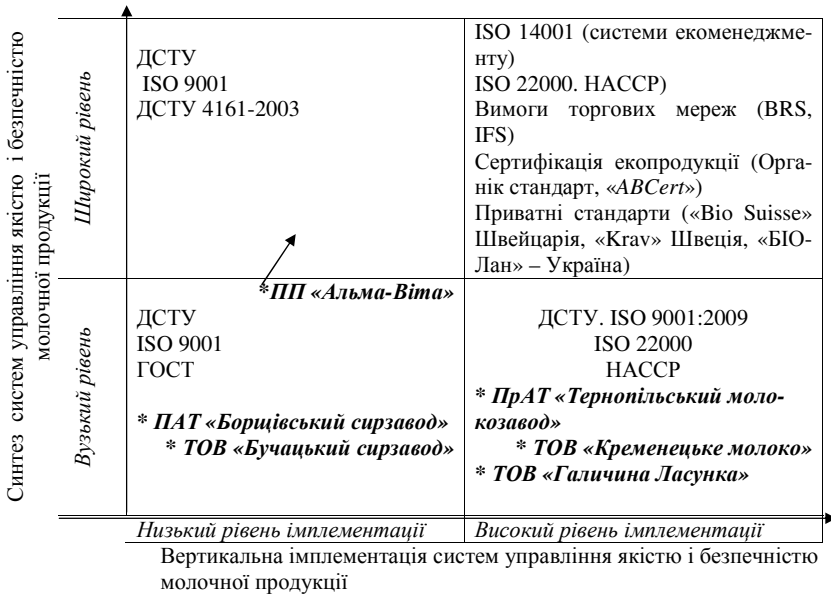 Синтез систем управління якістю і безпечністю
молочної продукції
Широкий рівень
ДСТУ
ISO 9001
ДСТУ 4161-2003
ISO 14001 (системи екоменеджме-
нту)
ISO 22000. НАССР)
Вимоги торгових мереж (BRS,
IFS)
Сертифікація екопродукції (Орга-
нік стандарт, «ABCert»)
Приватні стандарти («Bio Suisse»
Швейцарія, «Krav» Швеція, «БІО-
Лан» – Україна)
Вузький рівень
*ПП «Альма-Віта»
ДСТУ
ISO 9001
ГОСТ
* ПАТ «Борщівський сирзавод»
* ТОВ «Бучацький сирзавод»
ДСТУ. ISO 9001:2009
ISO 22000
НАССР
* ПрАТ «Тернопільський моло-
козавод»
* ТОВ «Кременецьке молоко»
* ТОВ «Галичина Ласунка»
Низький рівень імплементації
Високий рівень імплементації
Вертикальна імплементація систем управління якістю і безпечністю
молочної продукції